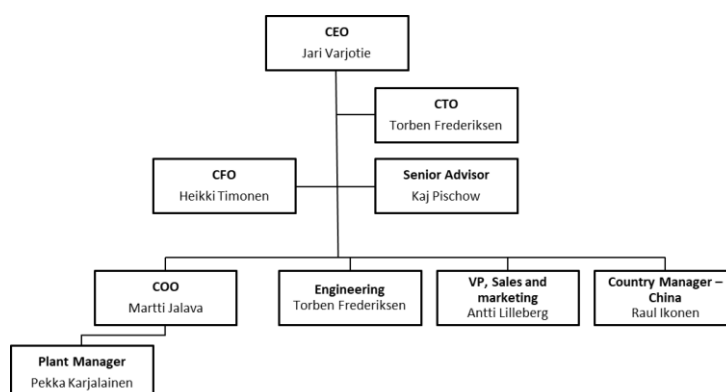 CEO
Jari Varjotie
CTO
Torben Frederiksen
CFO
Heikki Timonen
Senior Advisor
Kaj Pischow
COO
Martti Jalava
Engineering
Torben Frederiksen
VP, Sales and
marketing
Antti Lilleberg
Country Manager –
China
Raul Ikonen
Plant Manager
Pekka Karjalainen